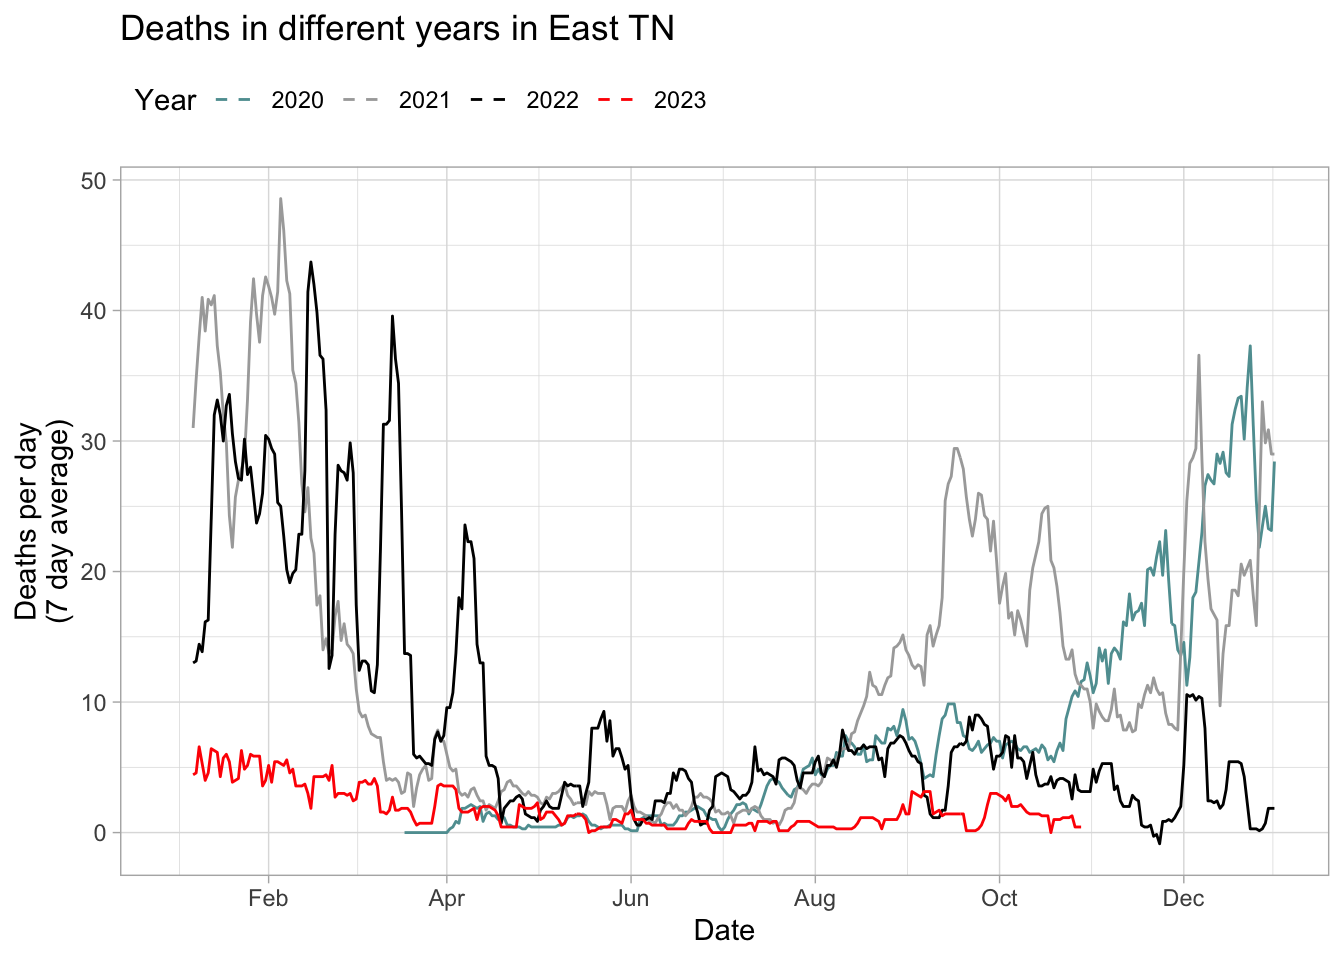 Deaths in different years in East TN
Year 2020 2021 2022 2023
50
40
30
20
10
0
Deaths per day
(7 day average)
Feb Apr Jun Aug Oct Dec
Date